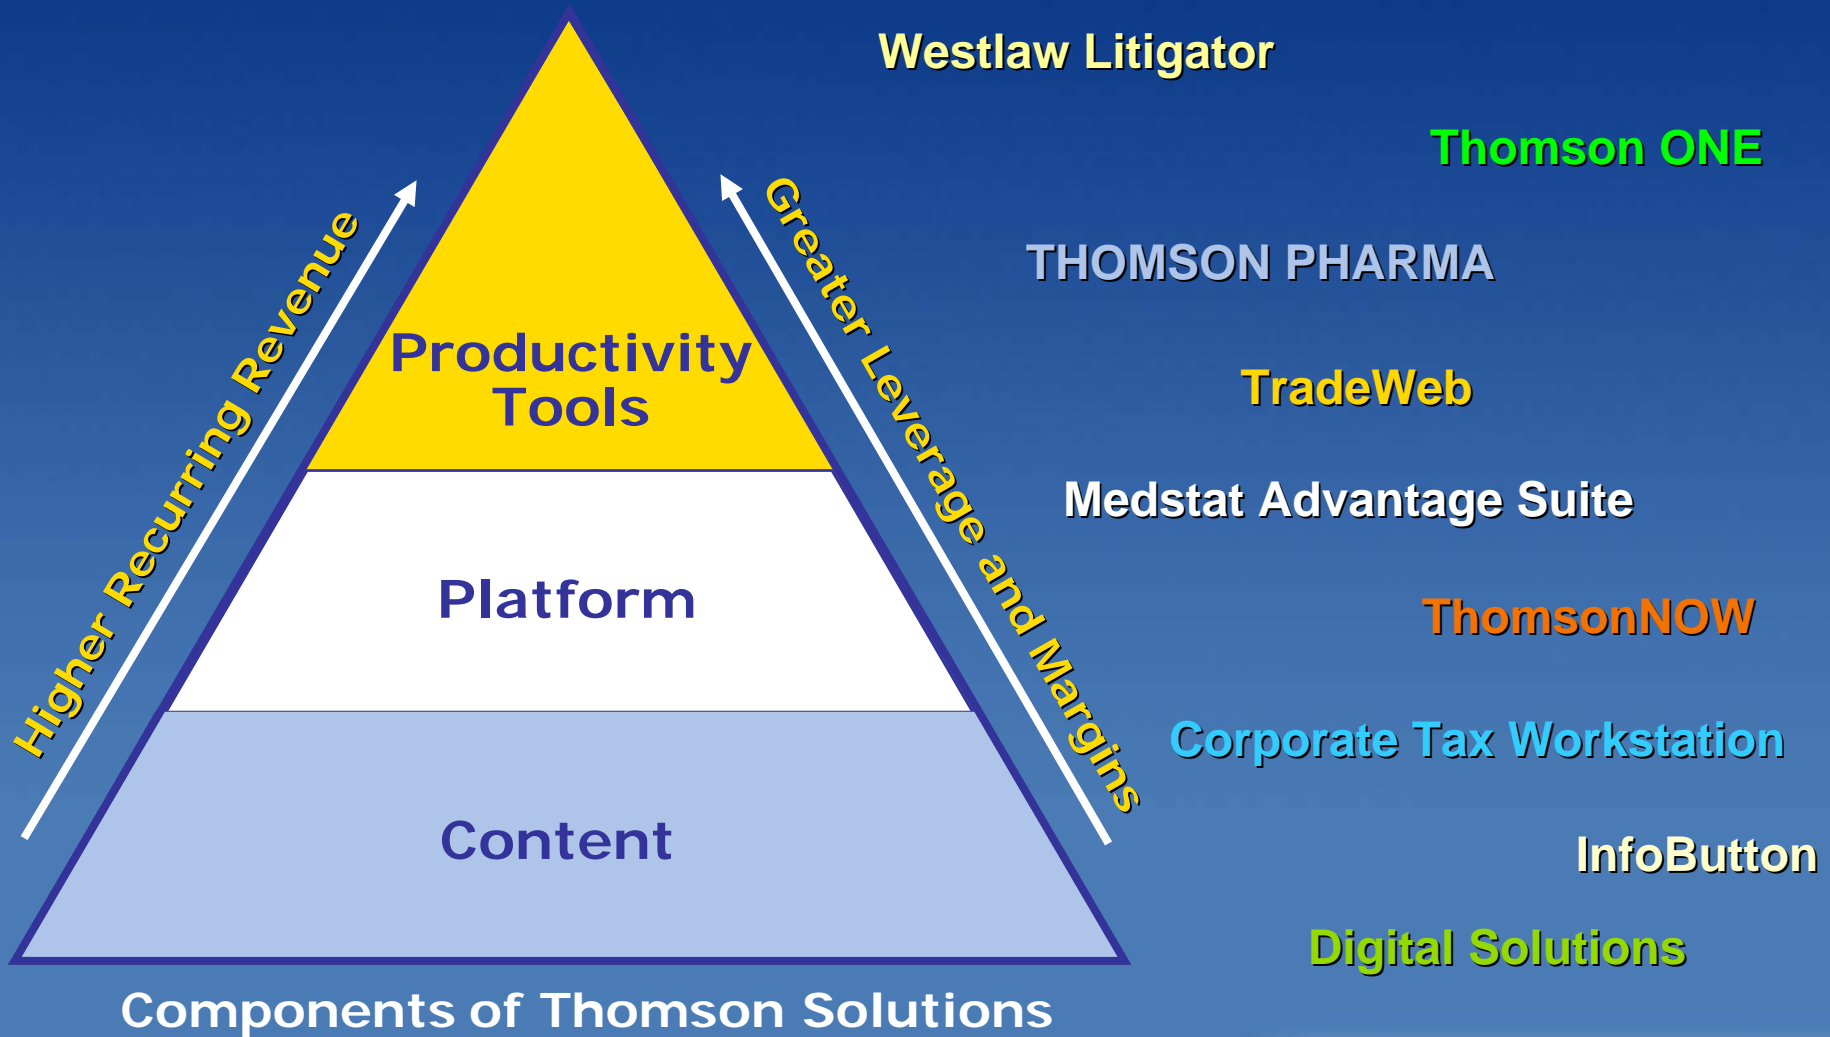 Westlaw Litigator
Thomson ONE
THOMSON PHARMA
TradeWeb
Medstat Advantage Suite
ThomsonNOW
Corporate Tax Workstation
InfoButton
Digital Solutions
Higher Recurring Revenue
Greater Leverage and Margins
Productivity
Tools
Platform
Content
Components of Thomson Solutions